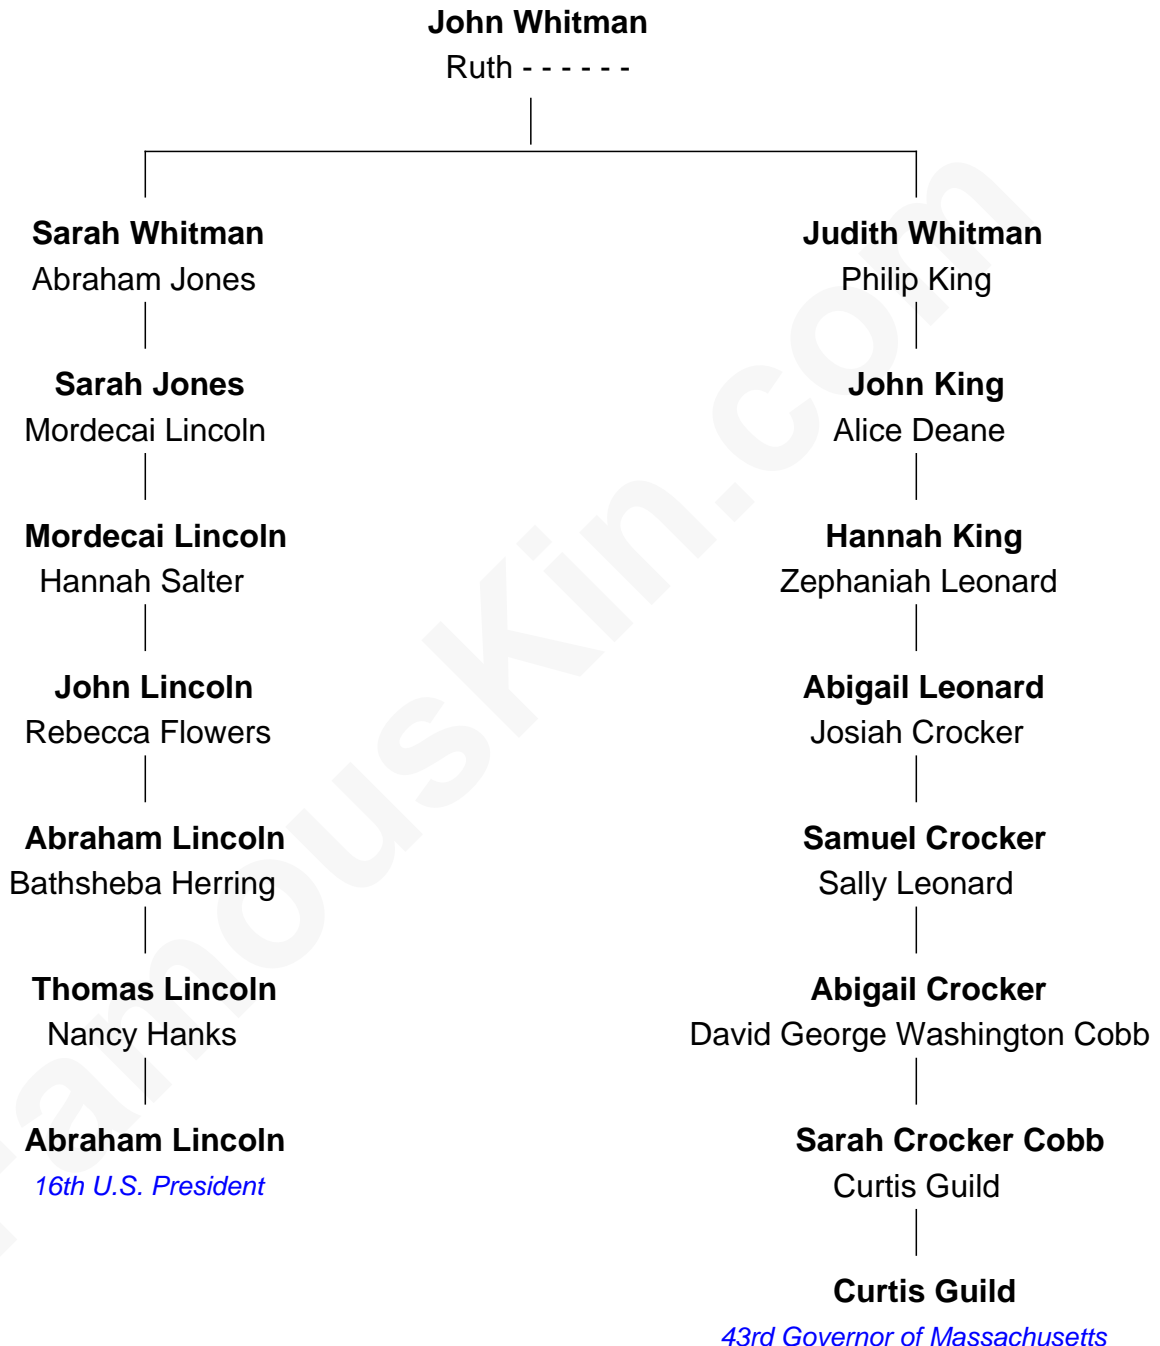 John Whitman
Ruth - - - - - -
Sarah Whitman
Abraham Jones
Judith Whitman
Philip King
Sarah Jones
Mordecai Lincoln
John King
Alice Deane
Mordecai Lincoln
Hannah Salter
Hannah King
Zephaniah Leonard
John Lincoln
Rebecca Flowers
Abigail Leonard
Josiah Crocker
Abraham Lincoln
Bathsheba Herring
Samuel Crocker
Sally Leonard
Thomas Lincoln
Nancy Hanks
Abigail Crocker
David George Washington Cobb
Abraham Lincoln
16th U.S. President
Sarah Crocker Cobb
Curtis Guild
Curtis Guild
43rd Governor of Massachusetts
FamousKin.com